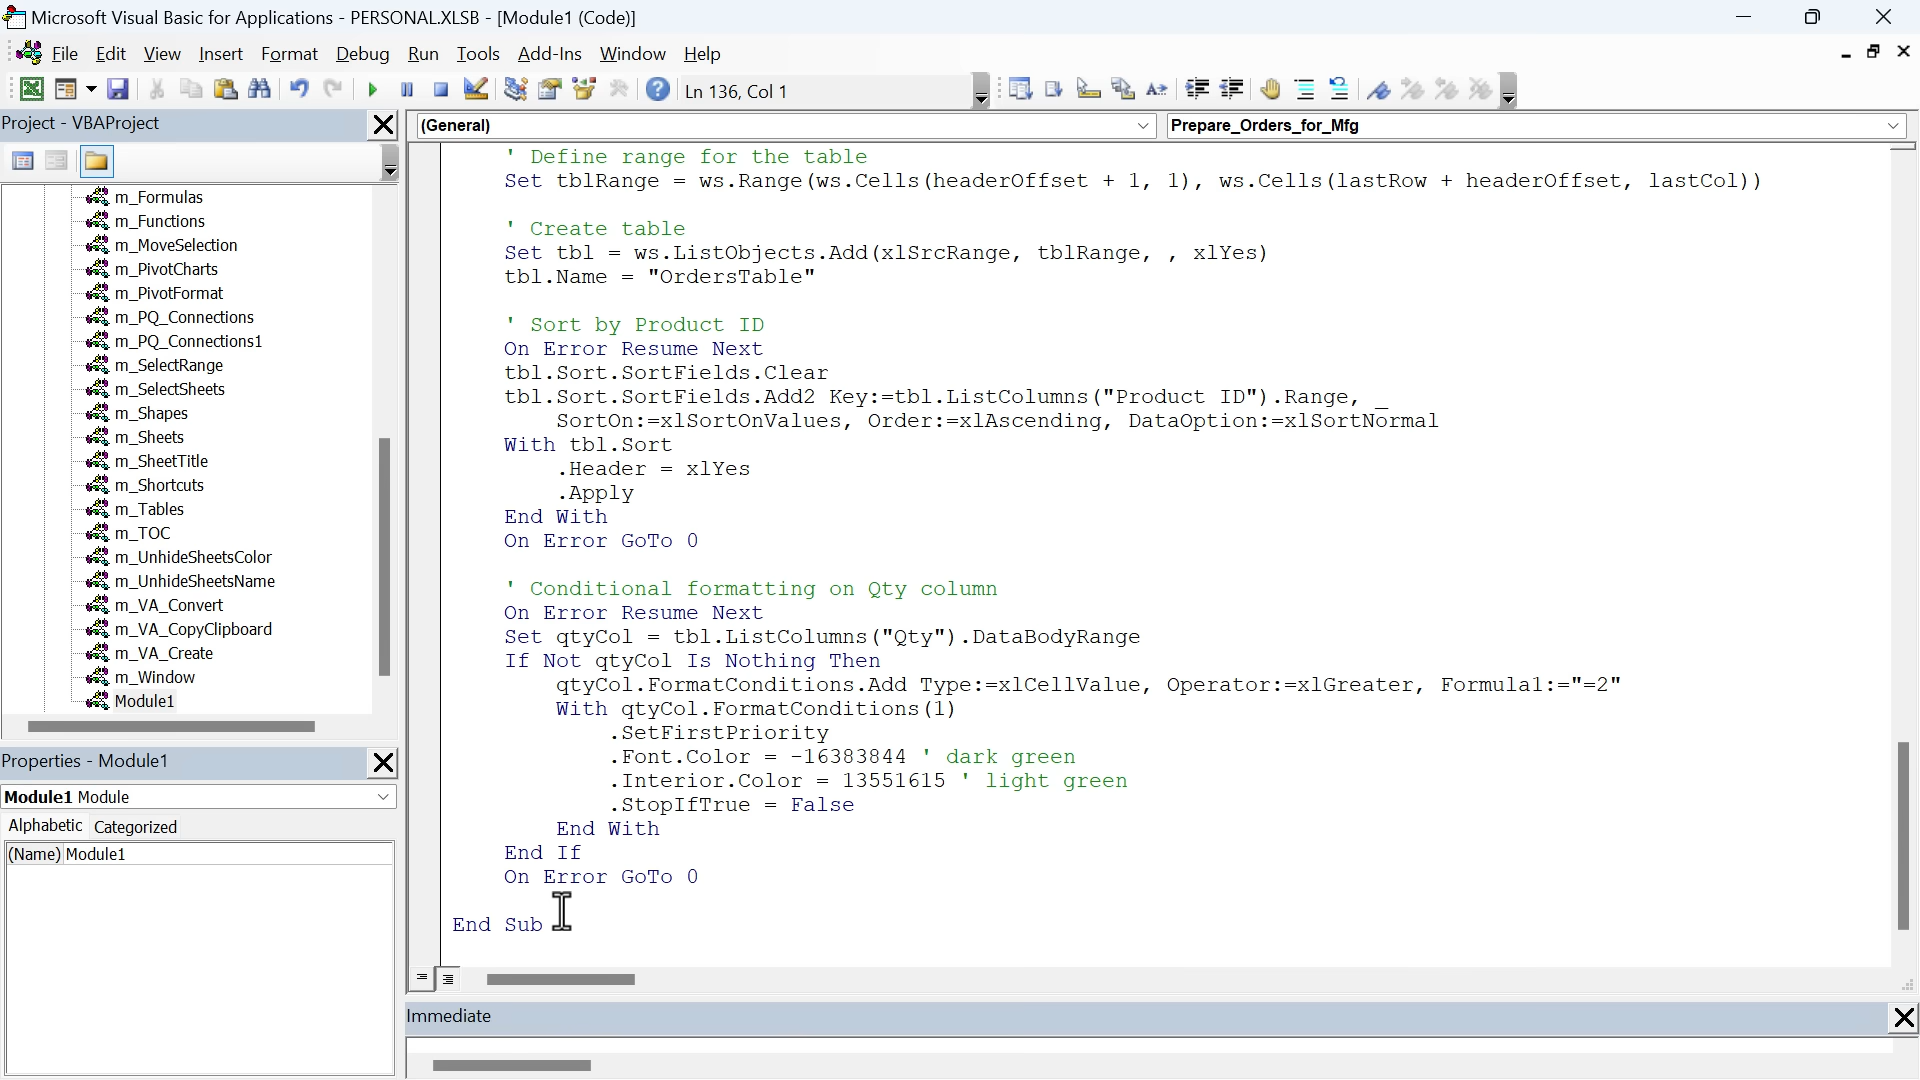 Microsoft Visual Basic for Applications - PERSONAL.XLSB - [Module1 (Code)]
File Edit View Insert Format Debug Run Tools Add-Ins Window Help
Ln 136, Col 1
Project - VBAProject
m_Formulas
m_Functions
m_MoveSelection
m_PivotCharts
m_PivotFormat
m_PQ_Connections
m_PQ_Connections1
m_SelectRange
m_SelectSheets
m_Shapes
m_Sheets
m_SheetTitle
m_Shortcuts
m_Tables
m_TOC
m_UnhideSheetsColor
m_UnhideSheetsName
m_VA_Convert
m_VA_CopyClipboard
m_VA_Create
m_Window
Module1
Properties - Module1
Module1 Module
Alphabetic Categorized
(Name) Module1
(General) Prepare_Orders_for_Mfg
' Define range for the table
Set tblRange = ws.Range(ws.Cells(headerOffset + 1, 1), ws.Cells(lastRow + headerOffset, lastCol))
' Create table
Set tbl = ws.ListObjects.Add(xlSrcRange, tblRange, , xlYes)
tbl.Name = "OrdersTable"
' Sort by Product ID
On Error Resume Next
tbl.Sort.SortFields.Clear
tbl.Sort.SortFields.Add2 Key:=tbl.ListColumns("Product ID").Range, _
SortOn:=xlSortOnValues, Order:=xlAscending, DataOption:=xlSortNormal
With tbl.Sort
.Header = xlYes
.Apply
End With
On Error GoTo 0
' Conditional formatting on Qty column
On Error Resume Next
Set qtyCol = tbl.ListColumns("Qty").DataBodyRange
If Not qtyCol Is Nothing Then
qtyCol.FormatConditions.Add Type:=xlCellValue, Operator:=xlGreater, Formula1:="=2"
With qtyCol.FormatConditions(1)
.SetFirstPriority
.Font.Color = -16383844 ' dark green
.Interior.Color = 13551615 ' light green
.StopIfTrue = False
End With
End If
On Error GoTo 0
End Sub
Immediate